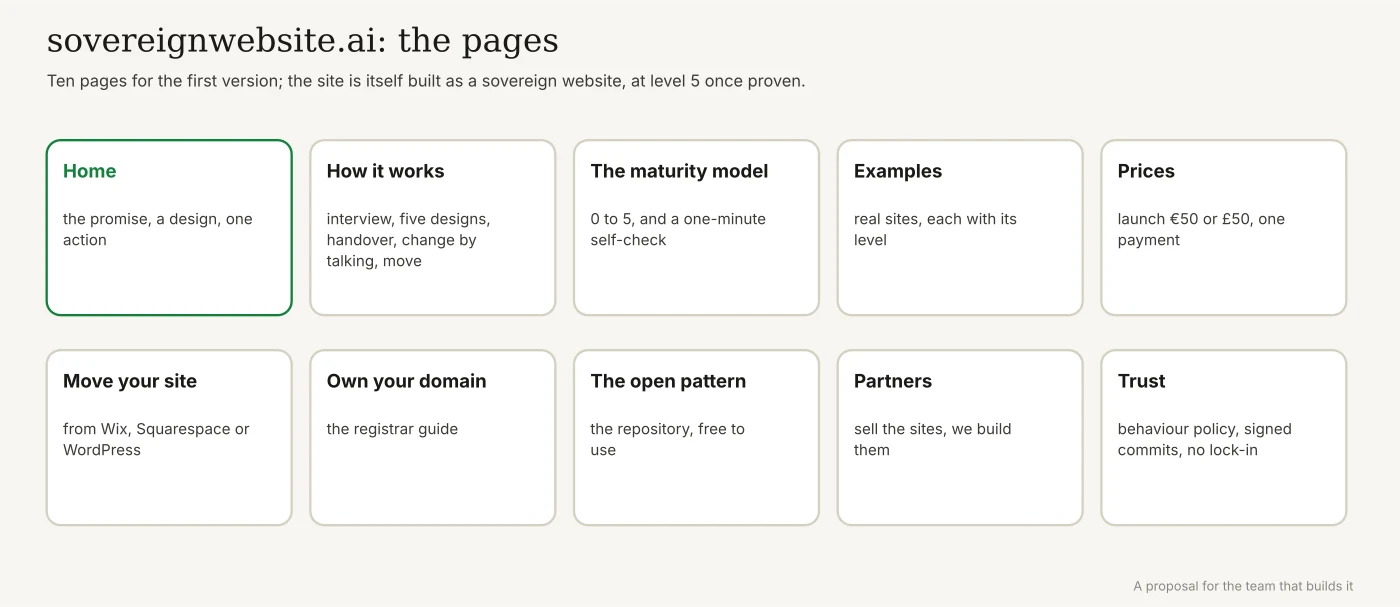 sovereignwebsite.ai: the pages
Ten pages for the first version; the site is itself built as a sovereign website, at level 5 once proven.
Home
the promise, a design, one
action
How it works
interview, five designs,
handover, change by
talking, move
The maturity model
0 to 5, and a one-minute
self-check
Examples
real sites, each with its
level
Prices
launch €50 or £50, one
payment
Move your site
from Wix, Squarespace or
WordPress
Own your domain
the registrar guide
The open pattern
the repository, free to
use
Partners
sell the sites, we build
them
Trust
behaviour policy, signed
commits, no lock-in
A proposal for the team that builds it